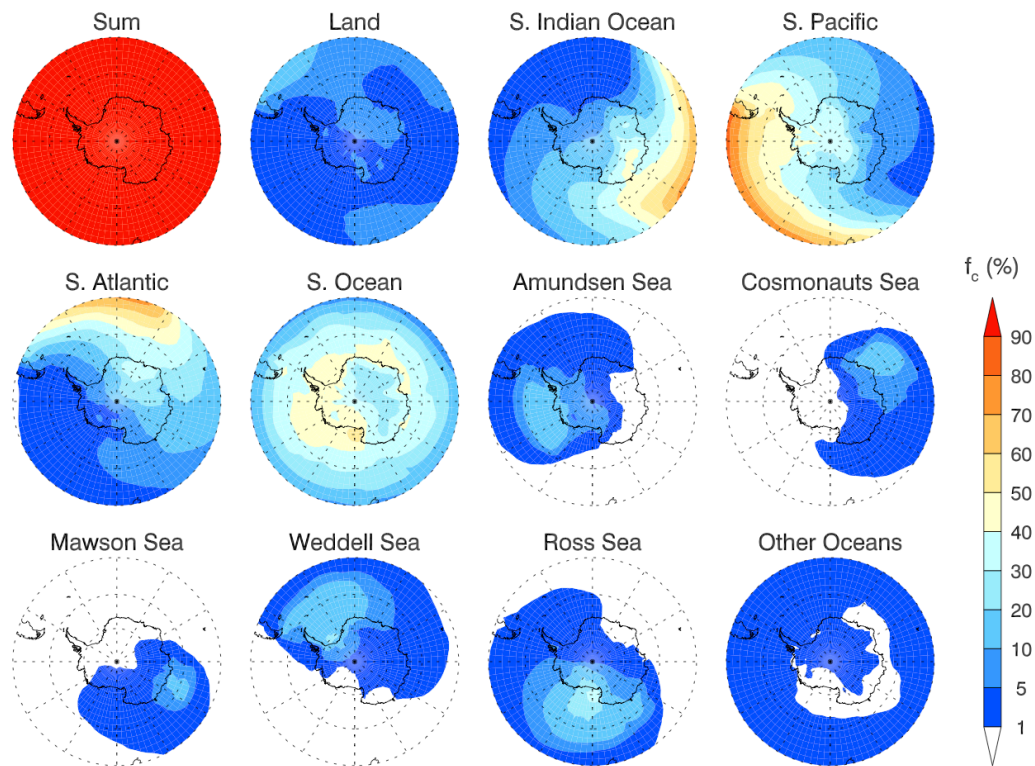 Sum
Land
S. Indian Ocean
S. Pacific
S. Atlantic
S. Ocean
Amundsen Sea
Cosmonauts Sea
Mawson Sea
Weddell Sea
Ross Sea
Other Oceans
f_c (%)
90
80
70
60
50
40
30
20
10
5
1